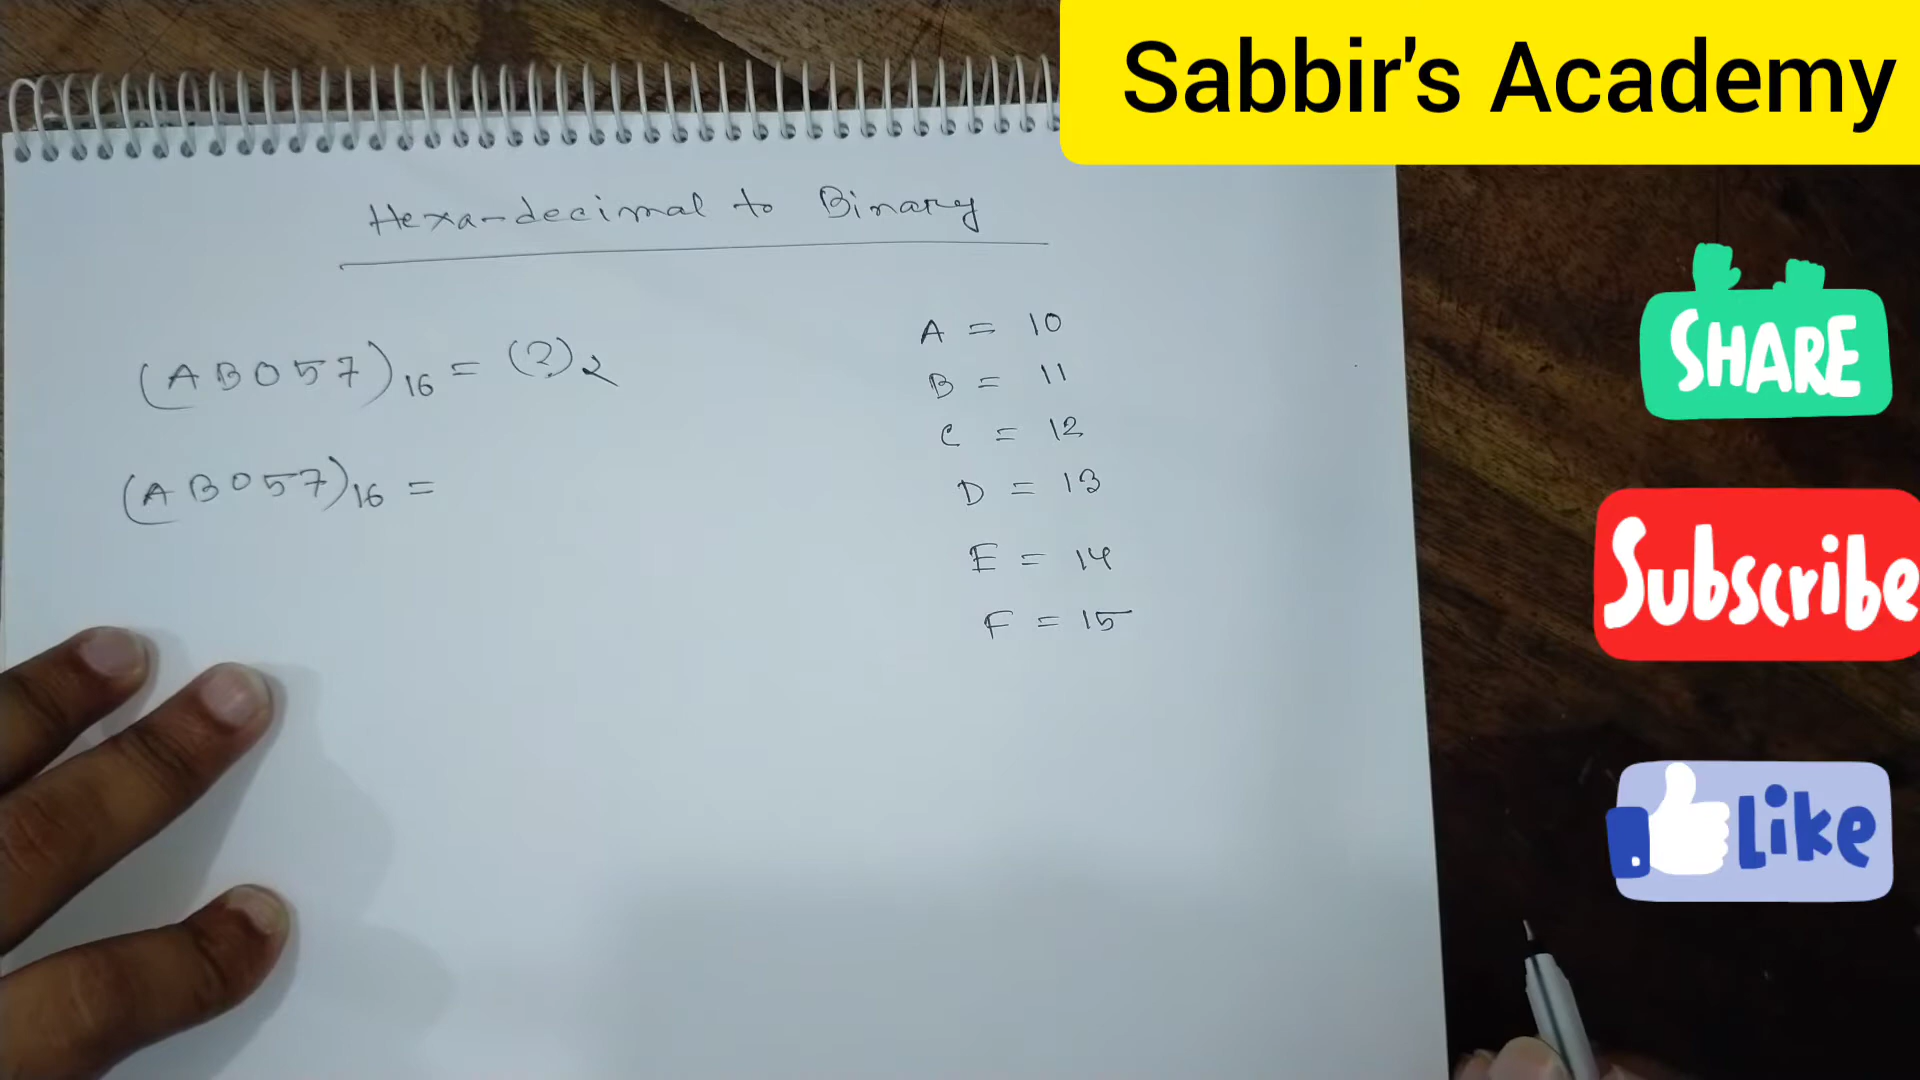 Sabbir's Academy
Hexa-decimal to Binary
(AB057)16 = (?)2
(AB057)16 =
A = 10
B = 11
C = 12
D = 13
E = 14
F = 15
SHARE
Subscribe
Like